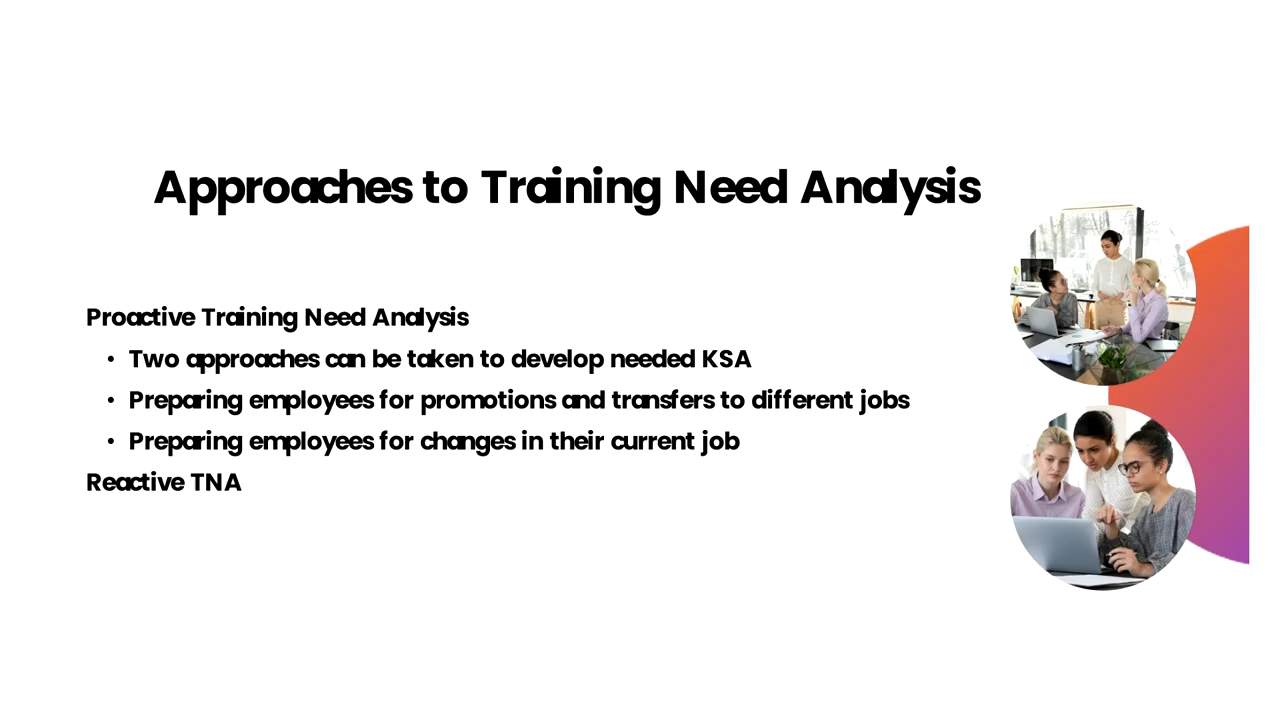 Approaches to Training Need Analysis
Proactive Training Need Analysis
• Two approaches can be taken to develop needed KSA
• Preparing employees for promotions and transfers to different jobs
• Preparing employees for changes in their current job
Reactive TNA